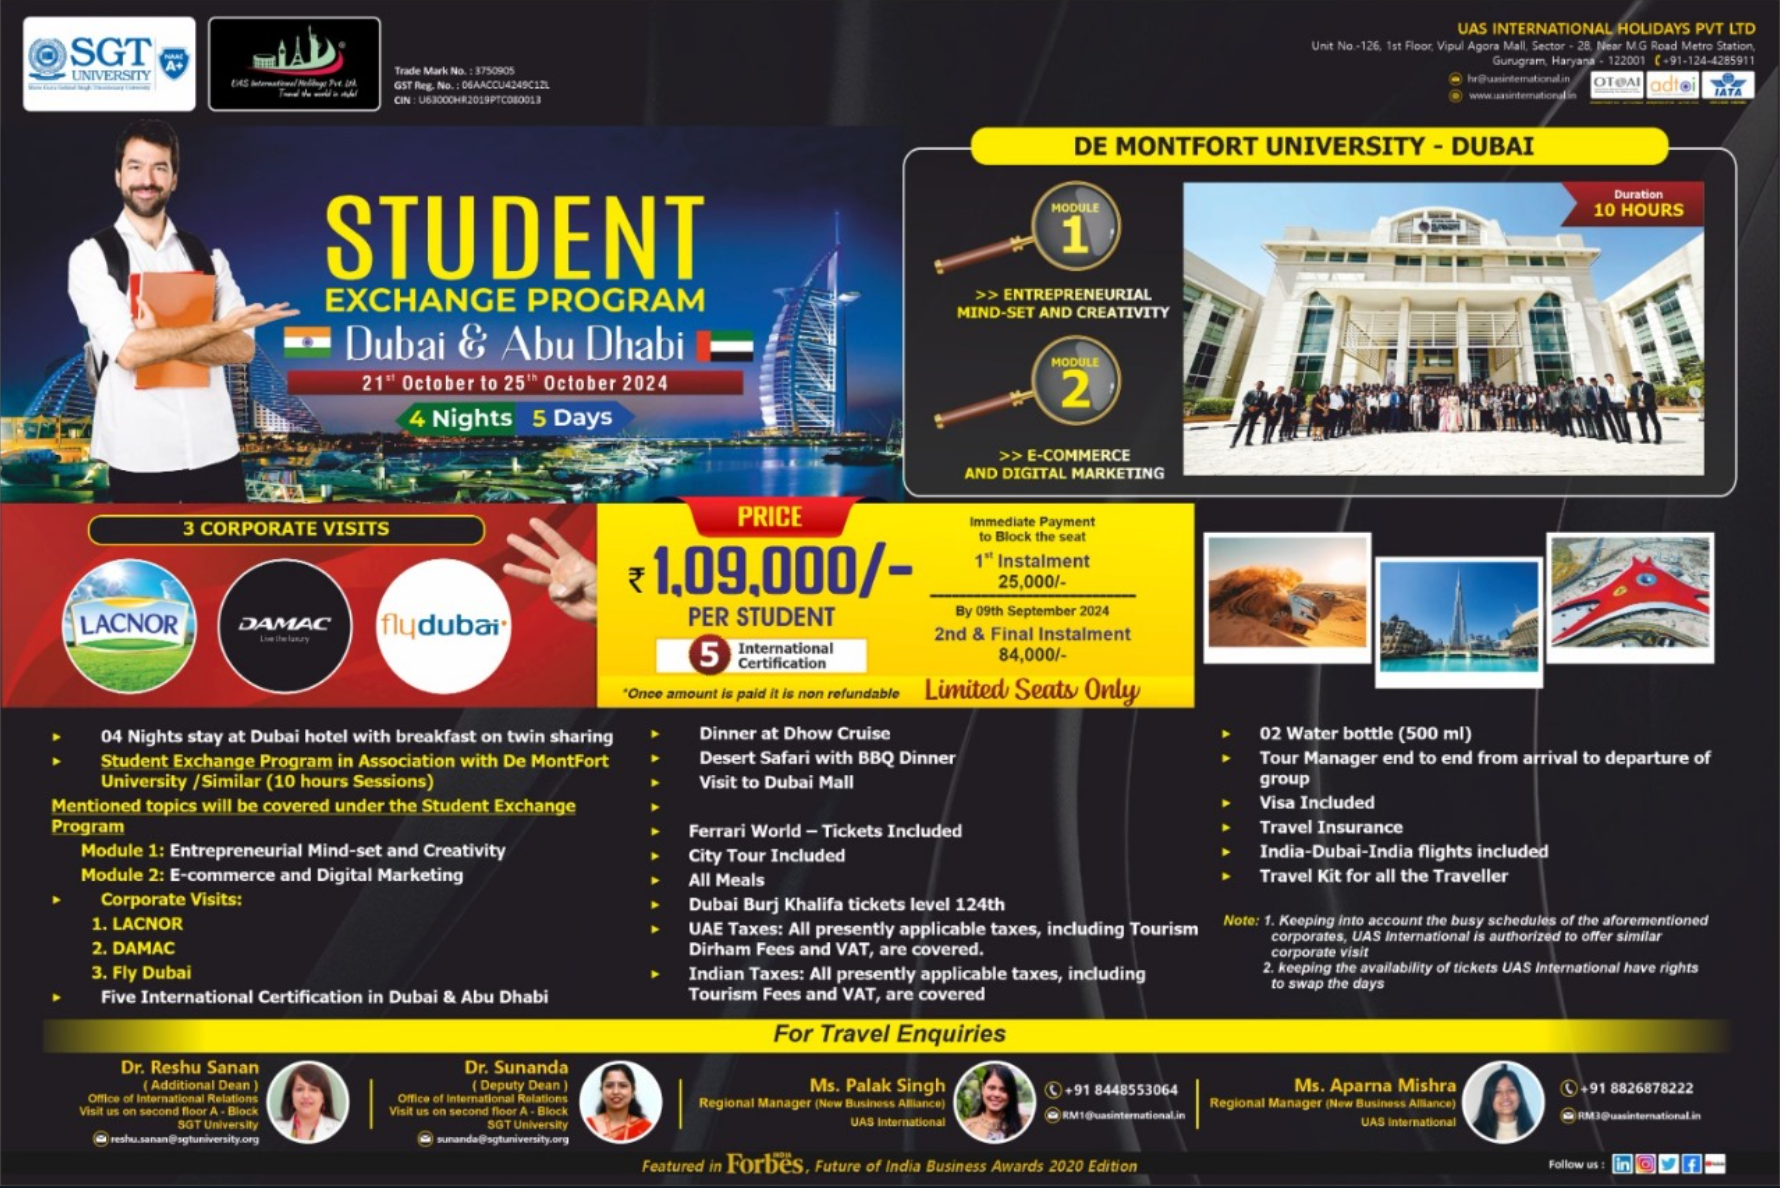 SGT
UNIVERSITY
NAAC
A+
UAS International Holidays Pvt. Ltd.
Travel the world in style!
Trade Mark No. : 3750905
GST Reg. No. : 06AACCU4249C1ZL
CIN : U63000HR2019PTC080013
UAS INTERNATIONAL HOLIDAYS PVT LTD
Unit No.-126, 1st Floor, Vipul Agora Mall, Sector - 28, Near M.G Road Metro Station,
Gurugram, Haryana - 122001 +91-124-4285911
hr@uasinternational.in
www.uasinternational.in
OTOAI
adtoi
IATA
STUDENT
EXCHANGE PROGRAM
Dubai & Abu Dhabi
21st October to 25th October 2024
4 Nights 5 Days
DE MONTFORT UNIVERSITY - DUBAI
MODULE
1
>> ENTREPRENEURIAL
MIND-SET AND CREATIVITY
MODULE
2
>> E-COMMERCE
AND DIGITAL MARKETING
Duration
10 HOURS
3 CORPORATE VISITS
LACNOR
DAMAC
Live the luxury
flydubai
PRICE
₹ 1,09,000/-
PER STUDENT
5 International
Certification
*Once amount is paid it is non refundable
Immediate Payment
to Block the seat
1st Instalment
25,000/-
By 09th September 2024
2nd & Final Instalment
84,000/-
Limited Seats Only
04 Nights stay at Dubai hotel with breakfast on twin sharing
Student Exchange Program in Association with De MontFort
University /Similar (10 hours Sessions)
Mentioned topics will be covered under the Student Exchange
Program
Module 1: Entrepreneurial Mind-set and Creativity
Module 2: E-commerce and Digital Marketing
Corporate Visits:
1. LACNOR
2. DAMAC
3. Fly Dubai
Five International Certification in Dubai & Abu Dhabi
Dinner at Dhow Cruise
Desert Safari with BBQ Dinner
Visit to Dubai Mall
Ferrari World – Tickets Included
City Tour Included
All Meals
Dubai Burj Khalifa tickets level 124th
UAE Taxes: All presently applicable taxes, including Tourism
Dirham Fees and VAT, are covered.
Indian Taxes: All presently applicable taxes, including
Tourism Fees and VAT, are covered
02 Water bottle (500 ml)
Tour Manager end to end from arrival to departure of
group
Visa Included
Travel Insurance
India-Dubai-India flights included
Travel Kit for all the Traveller
Note: 1. Keeping into account the busy schedules of the aforementioned
corporates, UAS International is authorized to offer similar
corporate visit
2. keeping the availability of tickets UAS International have rights
to swap the days
For Travel Enquiries
Dr. Reshu Sanan
( Additional Dean )
Office of International Relations
Visit us on second floor A - Block
SGT University
reshu.sanan@sgtuniversity.org
Dr. Sunanda
( Deputy Dean )
Office of International Relations
Visit us on second floor A - Block
SGT University
sunanda@sgtuniversity.org
Ms. Palak Singh
Regional Manager (New Business Alliance)
UAS International
+91 8448553064
RM1@uasinternational.in
Ms. Aparna Mishra
Regional Manager (New Business Alliance)
UAS International
+91 8826878222
RM3@uasinternational.in
Featured in Forbes INDIA, Future of India Business Awards 2020 Edition
Follow us :